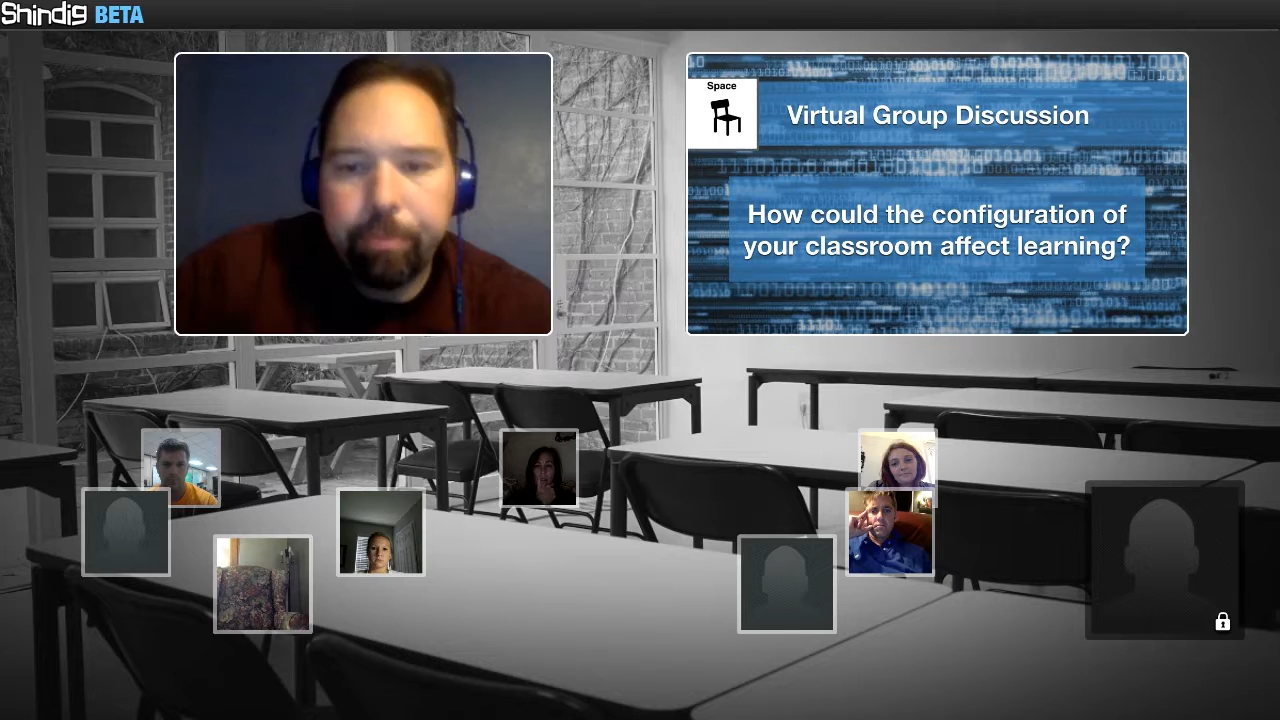 Shindig BETA
Space
Virtual Group Discussion
How could the configuration of
your classroom affect learning?